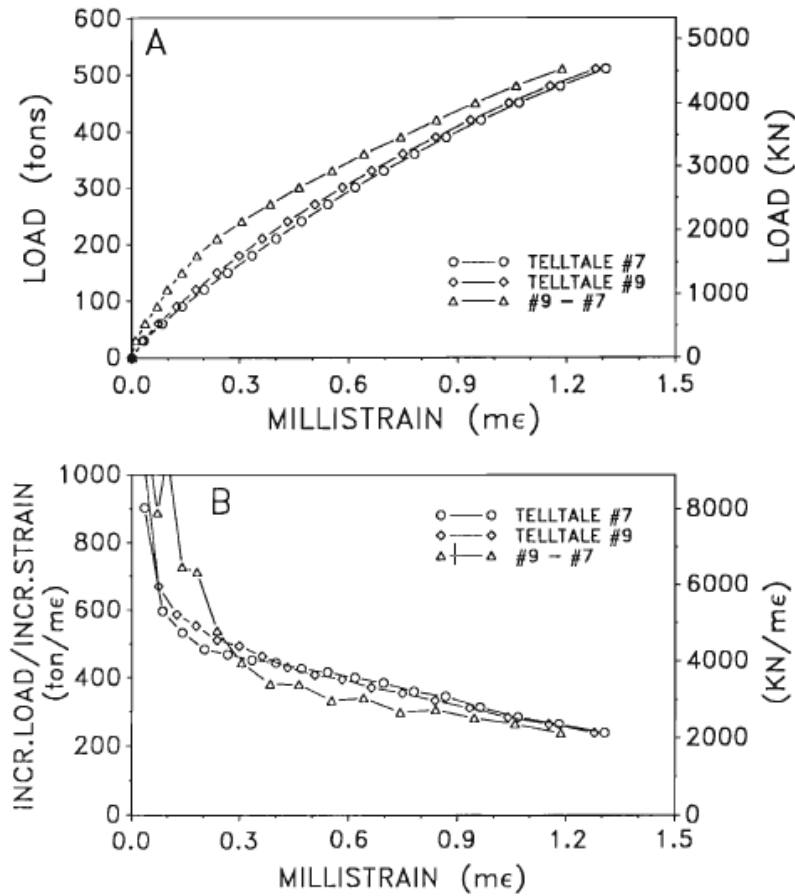 A
LOAD (tons)
600
500
400
300
200
100
0
5000
4000
3000
2000
1000
0
LOAD (KN)
TELLTALE #7
TELLTALE #9
#9 - #7
0.0 0.3 0.6 0.9 1.2 1.5
MILLISTRAIN (mϵ)
B
INCR.LOAD/INCR.STRAIN
(ton/mϵ)
1000
800
600
400
200
0
8000
6000
4000
2000
0
(KN/mϵ)
TELLTALE #7
TELLTALE #9
#9 - #7
0.0 0.3 0.6 0.9 1.2 1.5
MILLISTRAIN (mϵ)